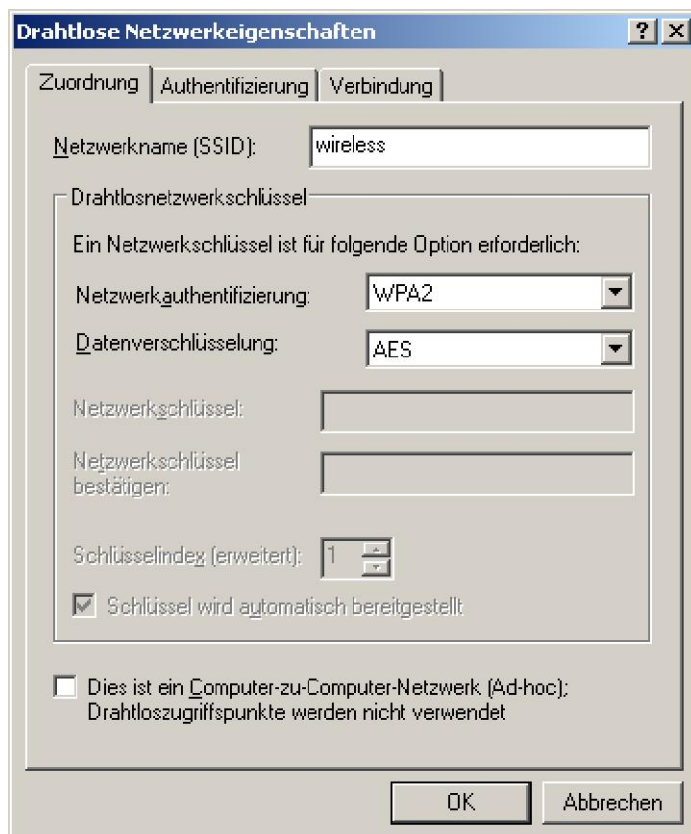 Drahtlose Netzwerkeigenschaften
Zuordnung Authentifizierung Verbindung
Netzwerkname (SSID): wireless
Drahtlosnetzwerkschlüssel
Ein Netzwerkschlüssel ist für folgende Option erforderlich:
Netzwerkauthentifizierung: WPA2
Datenverschlüsselung: AES
Netzwerkschlüssel:
Netzwerkschlüssel
bestätigen:
Schlüsselindex (erweitert): 1
Schlüssel wird automatisch bereitgestellt
Dies ist ein Computer-zu-Computer-Netzwerk (Ad-hoc);
Drahtloszugriffspunkte werden nicht verwendet
OK Abbrechen